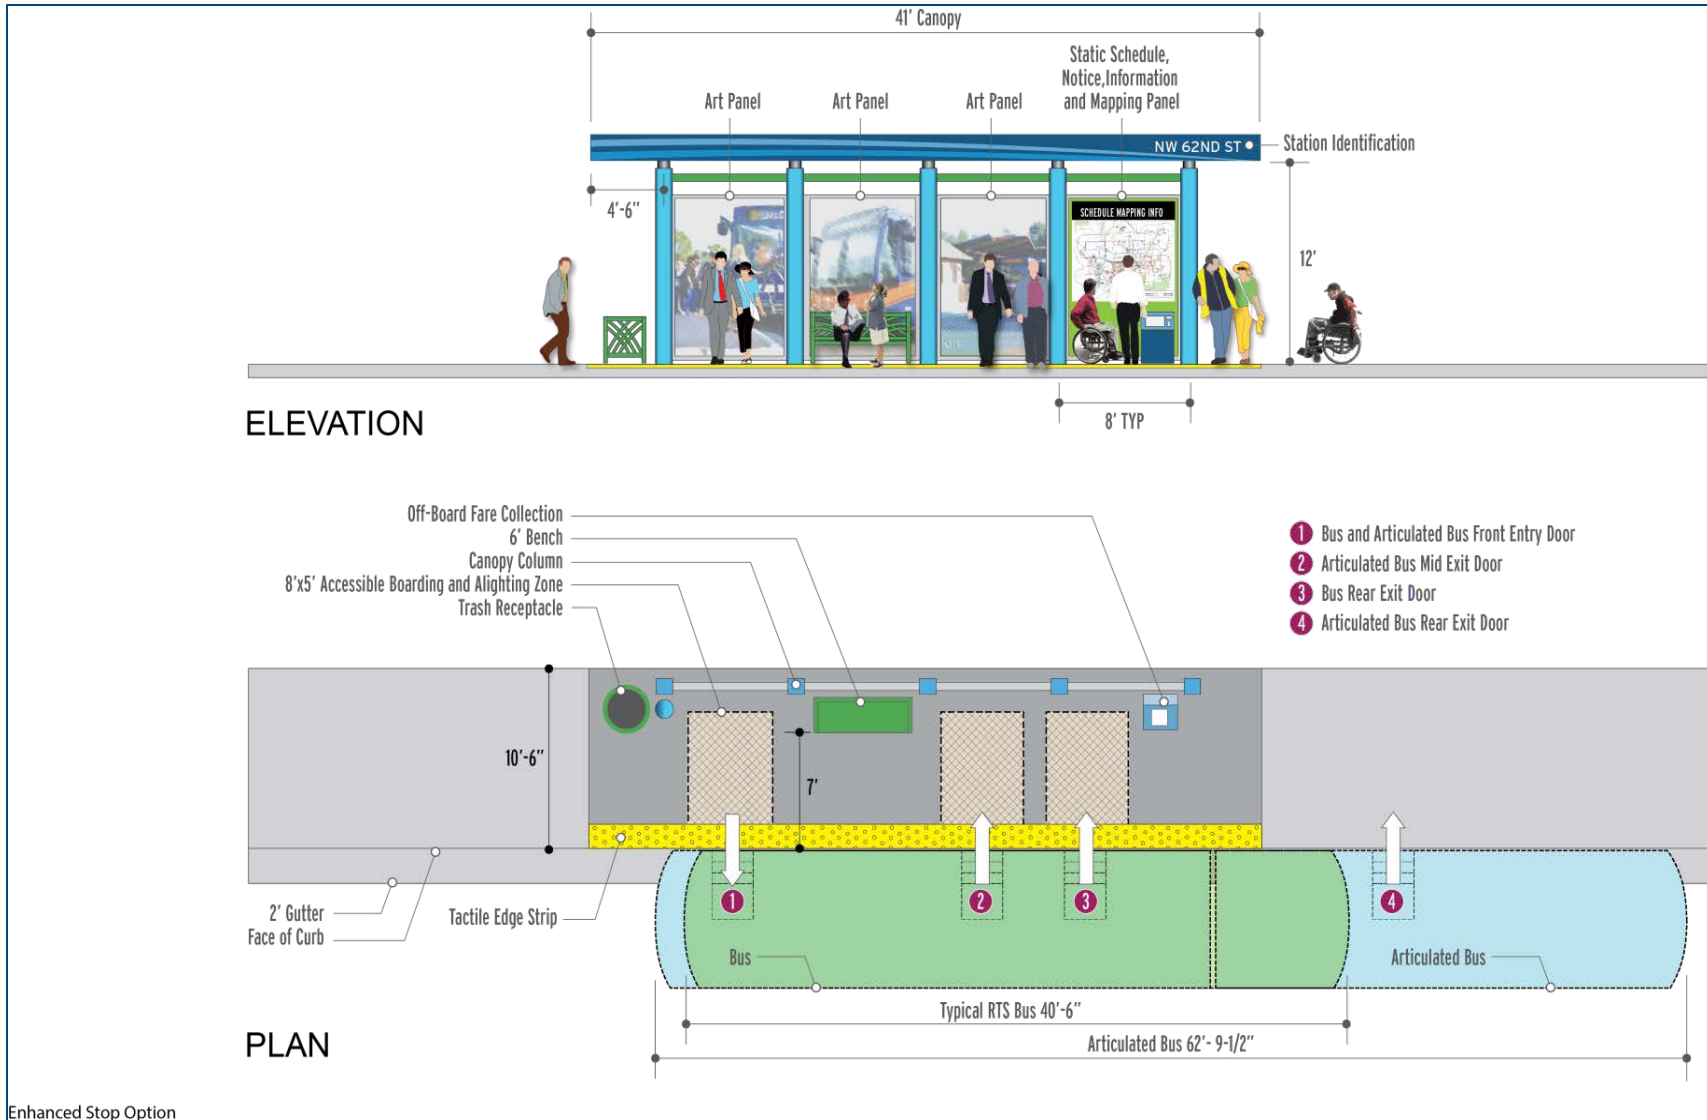 41' Canopy
Static Schedule,
Notice,Information
and Mapping Panel
Art Panel
Art Panel
Art Panel
NW 62ND ST
Station Identification
4'-6"
SCHEDULE MAPPING INFO
12'
8' TYP
ELEVATION
Off-Board Fare Collection
6' Bench
Canopy Column
8'x5' Accessible Boarding and Alighting Zone
Trash Receptacle
1 Bus and Articulated Bus Front Entry Door
2 Articulated Bus Mid Exit Door
3 Bus Rear Exit Door
4 Articulated Bus Rear Exit Door
10'-6"
7'
1
2
3
4
2' Gutter
Face of Curb
Tactile Edge Strip
Bus
Articulated Bus
Typical RTS Bus 40'-6"
Articulated Bus 62'- 9-1/2"
PLAN
Enhanced Stop Option